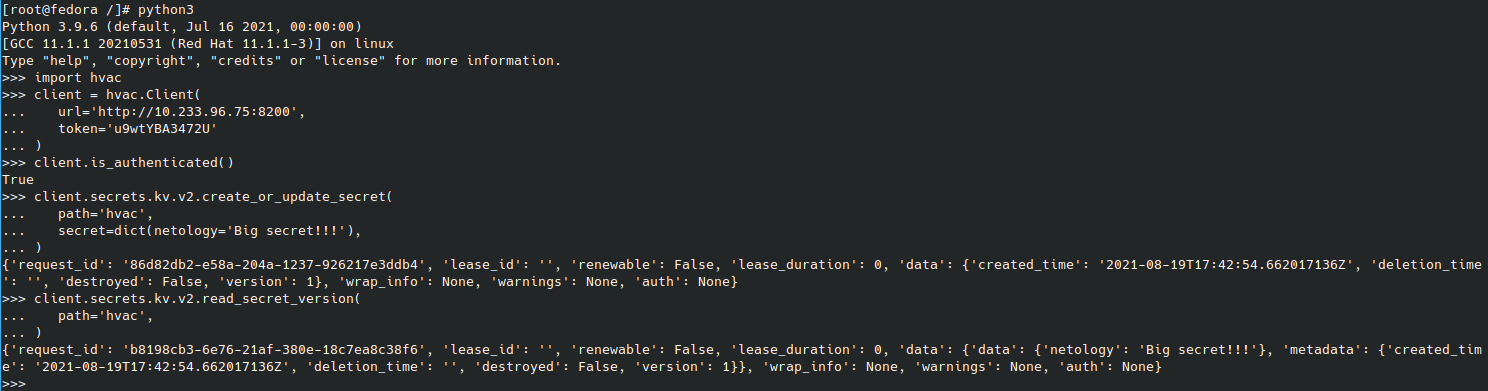 [root@fedora /]# python3
Python 3.9.6 (default, Jul 16 2021, 00:00:00)
[GCC 11.1.1 20210531 (Red Hat 11.1.1-3)] on linux
Type "help", "copyright", "credits" or "license" for more information.
>>> import hvac
>>> client = hvac.Client(
...    url='http://10.233.96.75:8200',
...    token='u9wtYBA3472U'
... )
>>> client.is_authenticated()
True
>>> client.secrets.kv.v2.create_or_update_secret(
...    path='hvac',
...    secret=dict(netology='Big secret!!!'),
... )
{'request_id': '86d82db2-e58a-204a-1237-926217e3ddb4', 'lease_id': '', 'renewable': False, 'lease_duration': 0, 'data': {'created_time': '2021-08-19T17:42:54.662017136Z', 'deletion_time
': '', 'destroyed': False, 'version': 1}, 'wrap_info': None, 'warnings': None, 'auth': None}
>>> client.secrets.kv.v2.read_secret_version(
...    path='hvac',
... )
{'request_id': 'b8198cb3-6e76-21af-380e-18c7ea8c38f6', 'lease_id': '', 'renewable': False, 'lease_duration': 0, 'data': {'data': {'netology': 'Big secret!!!'}, 'metadata': {'created_tim
e': '2021-08-19T17:42:54.662017136Z', 'deletion_time': '', 'destroyed': False, 'version': 1}}, 'wrap_info': None, 'warnings': None, 'auth': None}
>>>